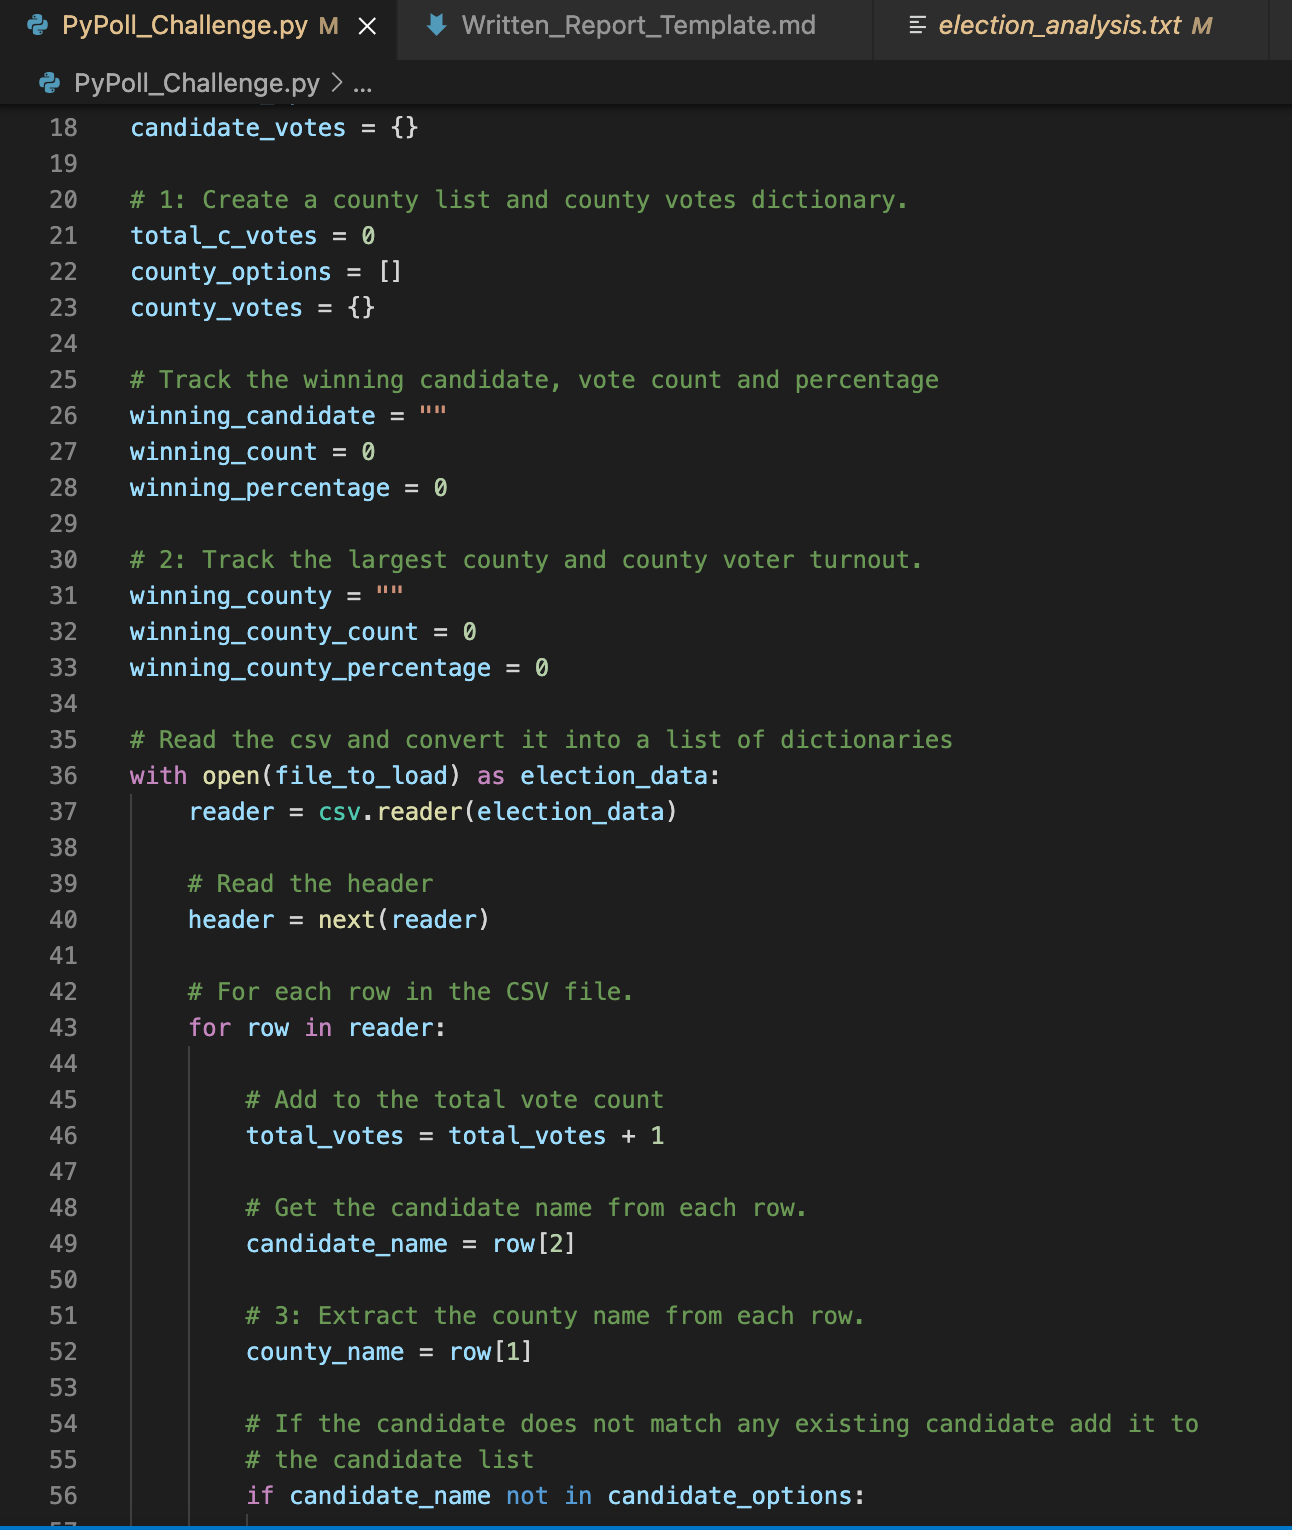 PyPoll_Challenge.py M × Written_Report_Template.md election_analysis.txt M
PyPoll_Challenge.py > ...
18 candidate_votes = {}
19
20 # 1: Create a county list and county votes dictionary.
21 total_c_votes = 0
22 county_options = []
23 county_votes = {}
24
25 # Track the winning candidate, vote count and percentage
26 winning_candidate = ""
27 winning_count = 0
28 winning_percentage = 0
29
30 # 2: Track the largest county and county voter turnout.
31 winning_county = ""
32 winning_county_count = 0
33 winning_county_percentage = 0
34
35 # Read the csv and convert it into a list of dictionaries
36 with open(file_to_load) as election_data:
37     reader = csv.reader(election_data)
38
39     # Read the header
40     header = next(reader)
41
42     # For each row in the CSV file.
43     for row in reader:
44
45         # Add to the total vote count
46         total_votes = total_votes + 1
47
48         # Get the candidate name from each row.
49         candidate_name = row[2]
50
51         # 3: Extract the county name from each row.
52         county_name = row[1]
53
54         # If the candidate does not match any existing candidate add it to
55         # the candidate list
56         if candidate_name not in candidate_options: